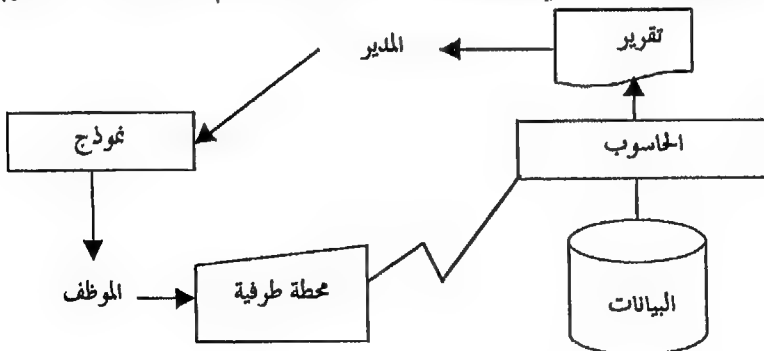 تقرير
المدير
نموذج
الحاسوب
الموظف
محطة طرفية
البيانات